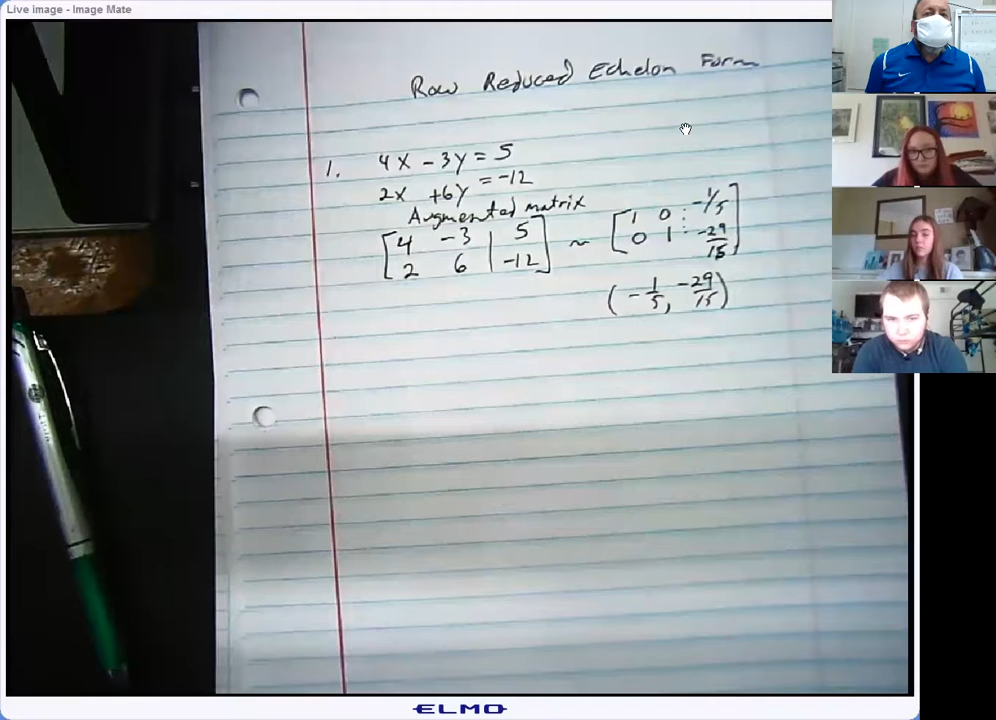 Live image - Image Mate
Row Reduced Echelon Form
1. 4x - 3y = 5
2x + 6y = -12
Augmented matrix
[4 -3 | 5] ~ [1 0 : -1/5]
[2 6 | -12] [0 1 : -29/15]
(-1/5, -29/15)
ELMO